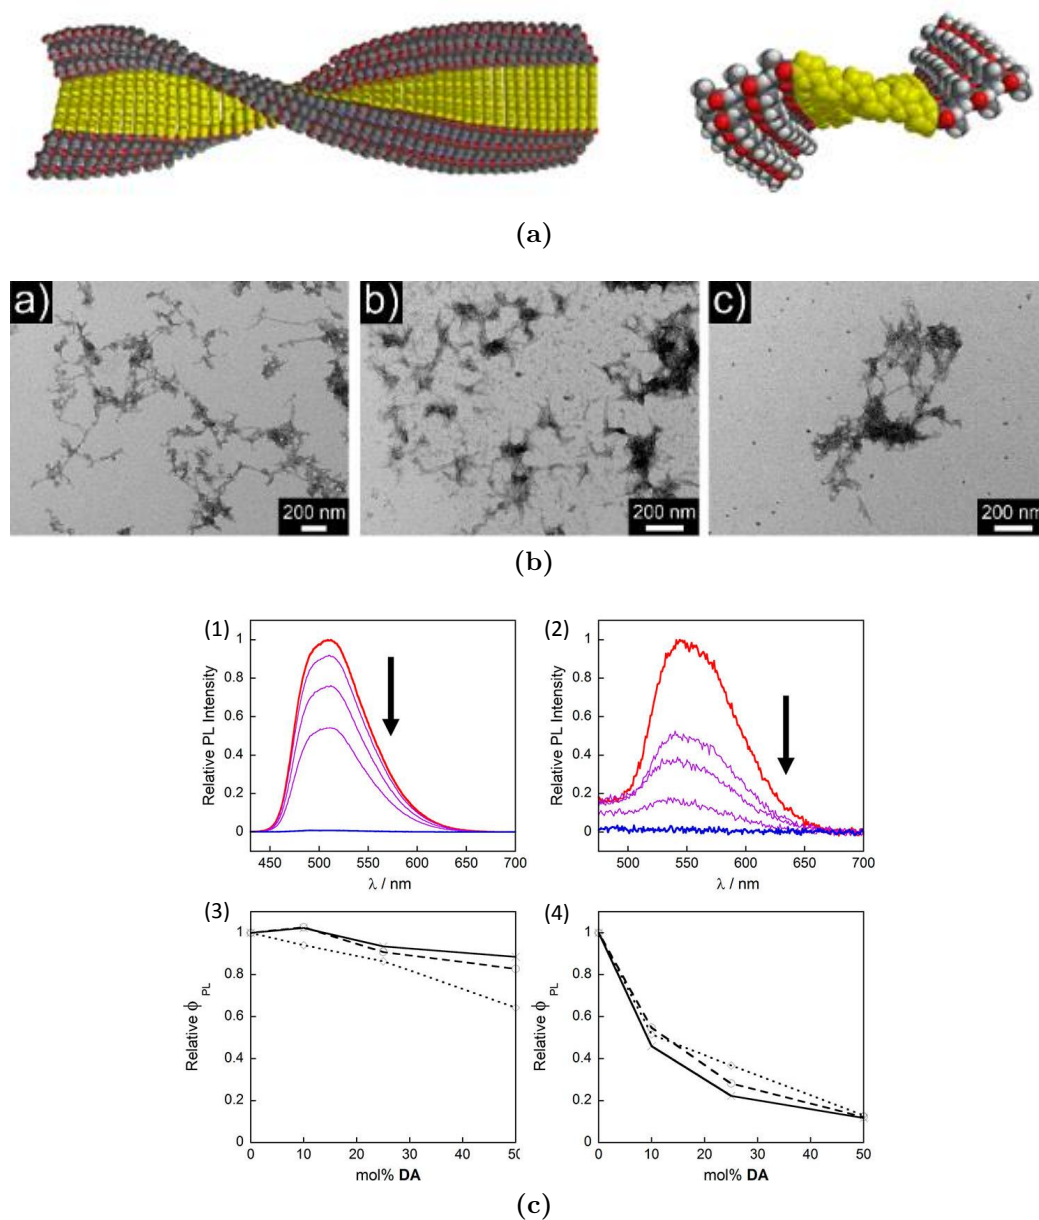 (a)
a)
b)
c)
200 nm
200 nm
200 nm
(b)
(1)
Relative PL Intensity
1
0.8
0.6
0.4
0.2
0
450 500 550 600 650 700
λ / nm
(2)
Relative PL Intensity
1
0.8
0.6
0.4
0.2
0
500 550 600 650 700
λ / nm
(3)
Relative ϕ PL
1
0.8
0.6
0.4
0.2
0
0 10 20 30 40 50
mol% DA
(4)
Relative ϕ PL
1
0.8
0.6
0.4
0.2
0
0 10 20 30 40 50
mol% DA
(c)